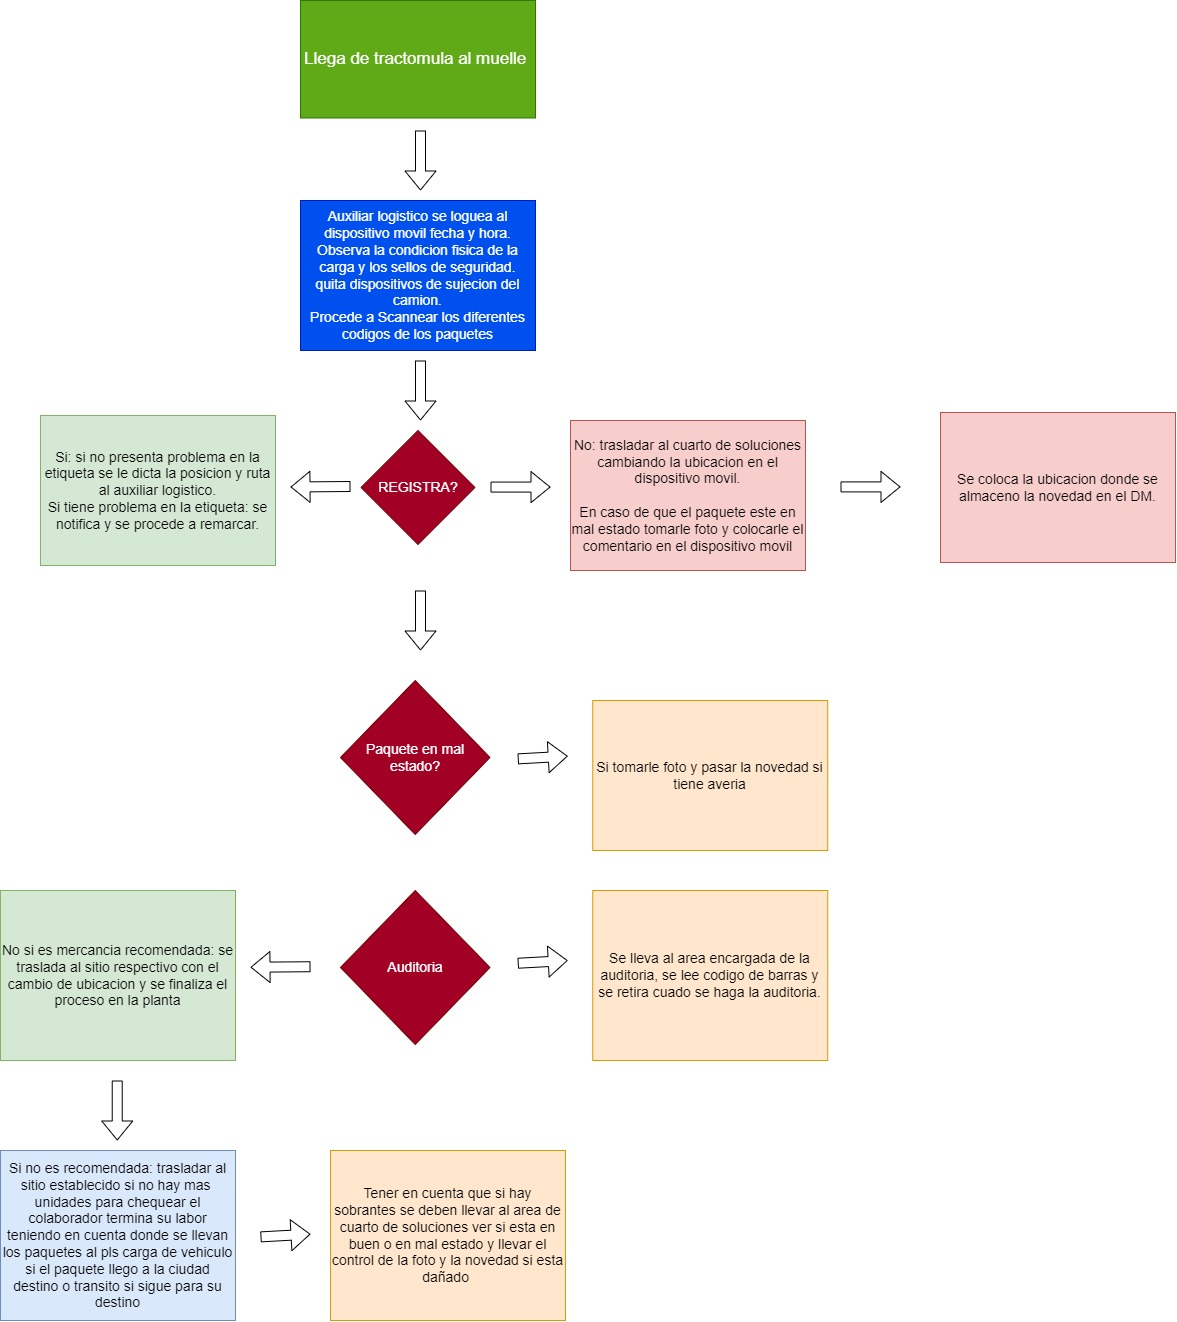 Llega de tractomula al muelle
Auxiliar logistico se loguea al
dispositivo movil fecha y hora.
Observa la condicion fisica de la
carga y los sellos de seguridad.
quita dispositivos de sujecion del
camion.
Procede a Scannear los diferentes
codigos de los paquetes
Si: si no presenta problema en la
etiqueta se le dicta la posicion y ruta
al auxiliar logistico.
Si tiene problema en la etiqueta: se
notifica y se procede a remarcar.
REGISTRA?
No: trasladar al cuarto de soluciones
cambiando la ubicacion en el
dispositivo movil.
En caso de que el paquete este en
mal estado tomarle foto y colocarle el
comentario en el dispositivo movil
Se coloca la ubicacion donde se
almaceno la novedad en el DM.
Paquete en mal
estado?
Si tomarle foto y pasar la novedad si
tiene averia
No si es mercancia recomendada: se
traslada al sitio respectivo con el
cambio de ubicacion y se finaliza el
proceso en la planta
Auditoria
Se lleva al area encargada de la
auditoria, se lee codigo de barras y
se retira cuado se haga la auditoria.
Si no es recomendada: trasladar al
sitio establecido si no hay mas
unidades para chequear el
colaborador termina su labor
teniendo en cuenta donde se llevan
los paquetes al pls carga de vehiculo
si el paquete llego a la ciudad
destino o transito si sigue para su
destino
Tener en cuenta que si hay
sobrantes se deben llevar al area de
cuarto de soluciones ver si esta en
buen o en mal estado y llevar el
control de la foto y la novedad si esta
dañado